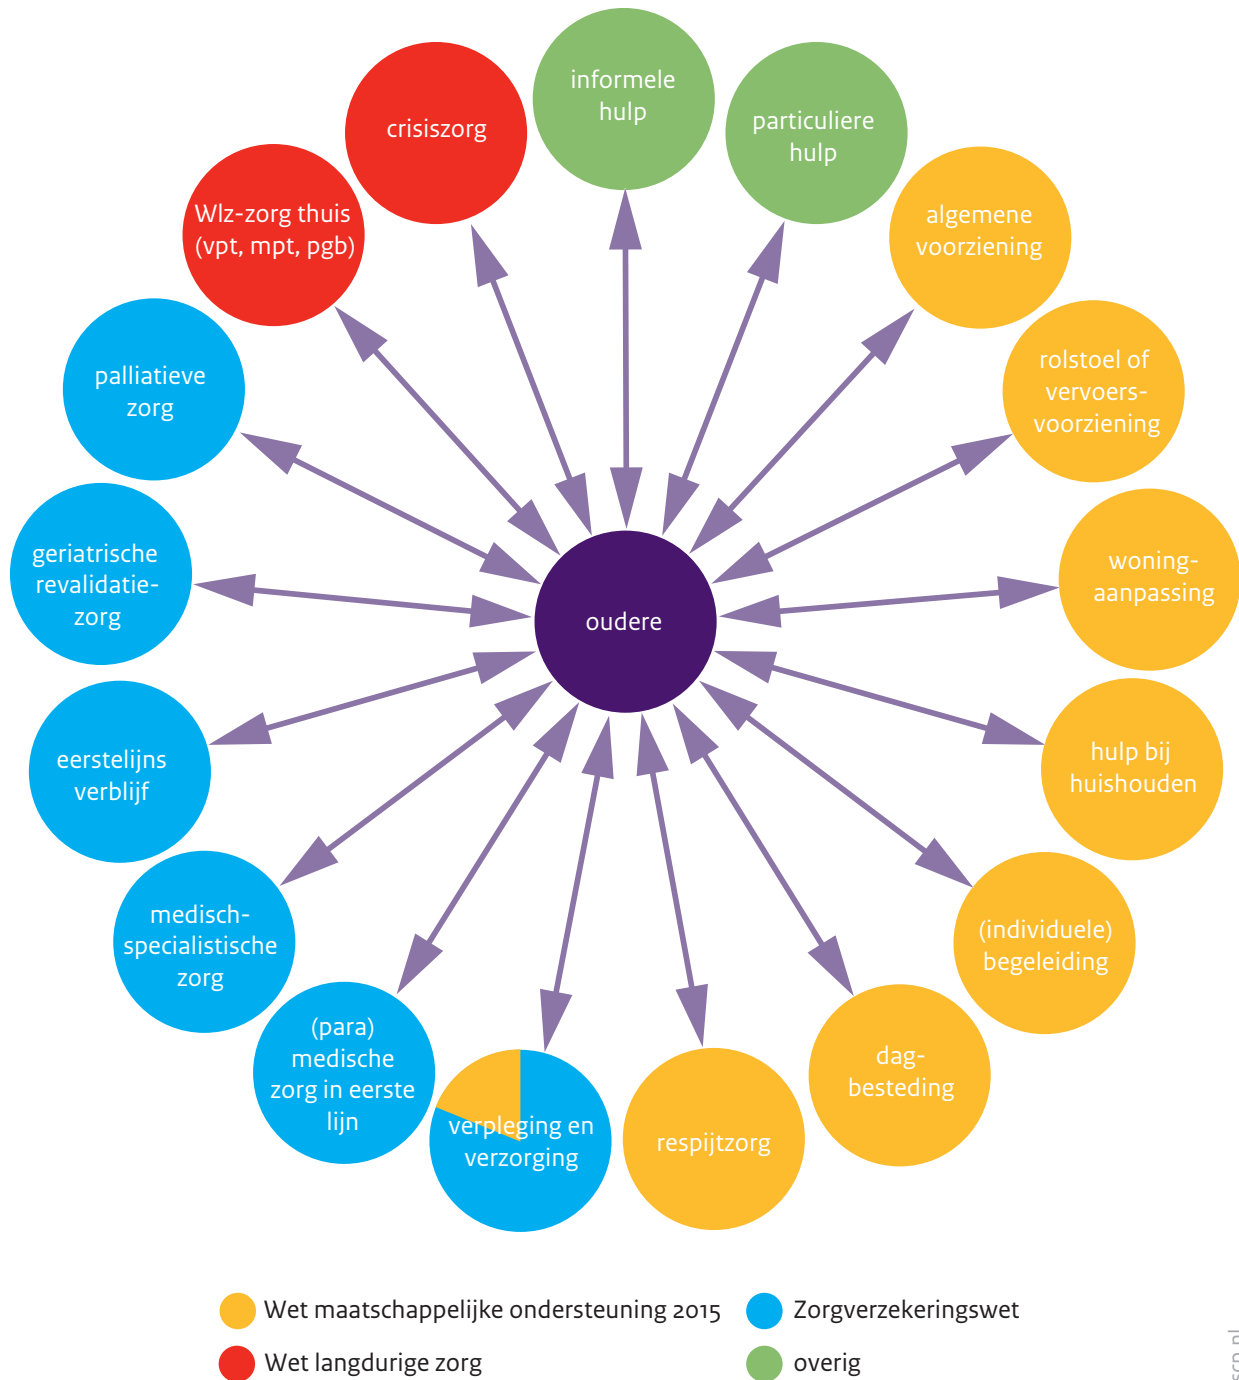 informele
hulp
particuliere
hulp
algemene
voorziening
rolstoel of
vervoers-
voorziening
woning-
aanpassing
hulp bij
huishouden
(individuele)
begeleiding
dag-
besteding
respijtzorg
verpleging en
verzorging
(para)
medische
zorg in eerste
lijn
medisch-
specialistische
zorg
eerstelijns
verblijf
geriatrische
revalidatie-
zorg
palliatieve
zorg
Wlz-zorg thuis
(vpt, mpt, pgb)
crisiszorg
oudere
Wet maatschappelijke ondersteuning 2015
Zorgverzekeringswet
Wet langdurige zorg
overig
scp.nl